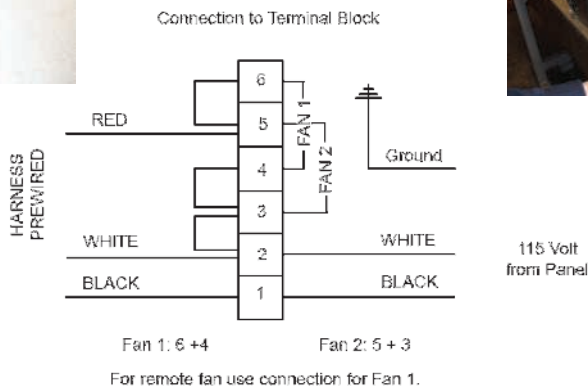 Connection to Terminal Block
6
5
4
3
2
1
FAN 1
FAN 2
RED
HARNESS
PREWIRED
WHITE
BLACK
Ground
WHITE
BLACK
115 Volt
from Panel
Fan 1: 6 +4
Fan 2: 5 + 3
For remote fan use connection for Fan 1.